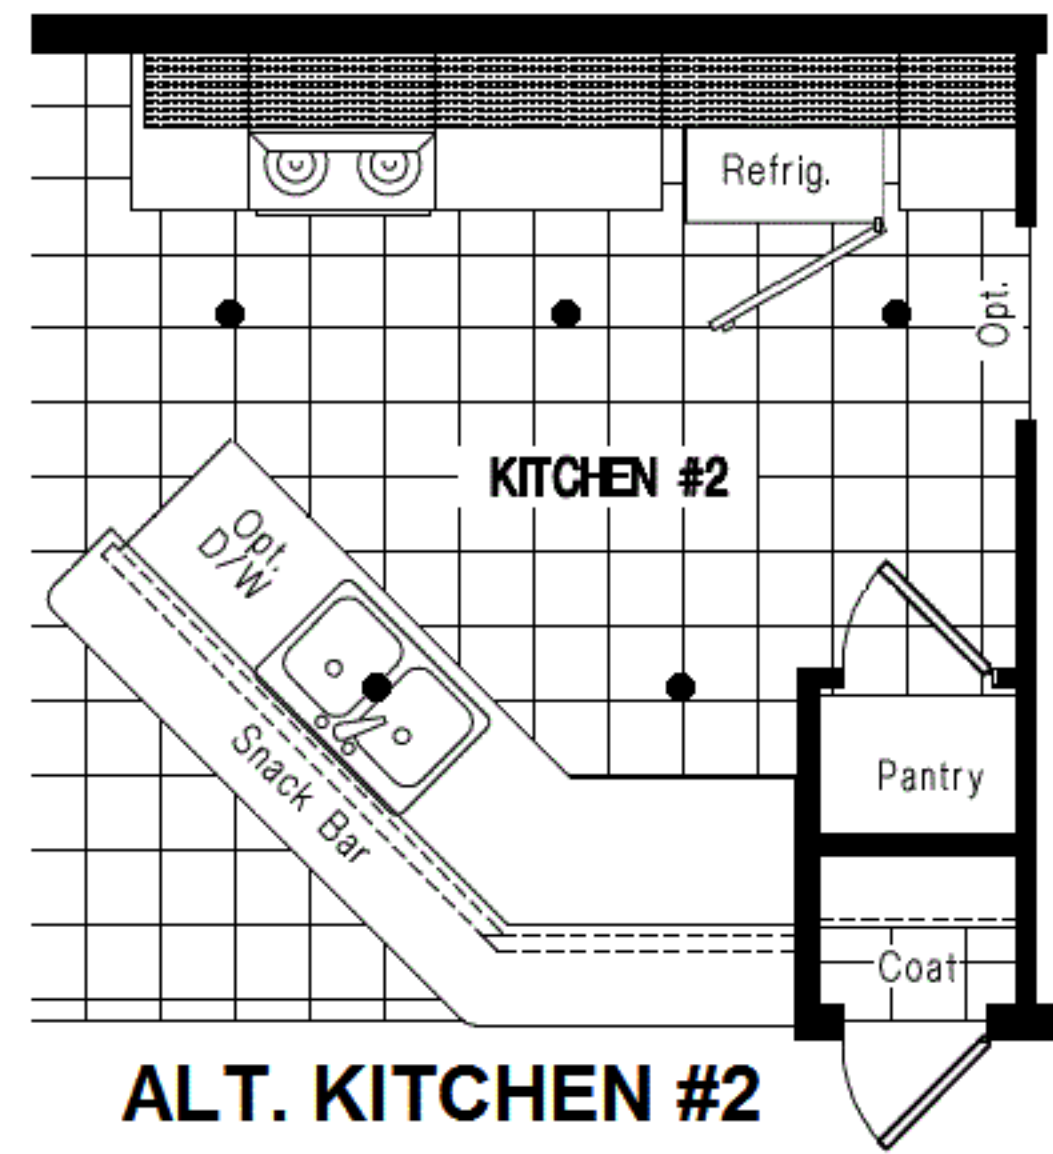 Refrig.
Opt.
KITCHEN #2
Opt.
D/W
Snack Bar
Pantry
Coat
ALT. KITCHEN #2